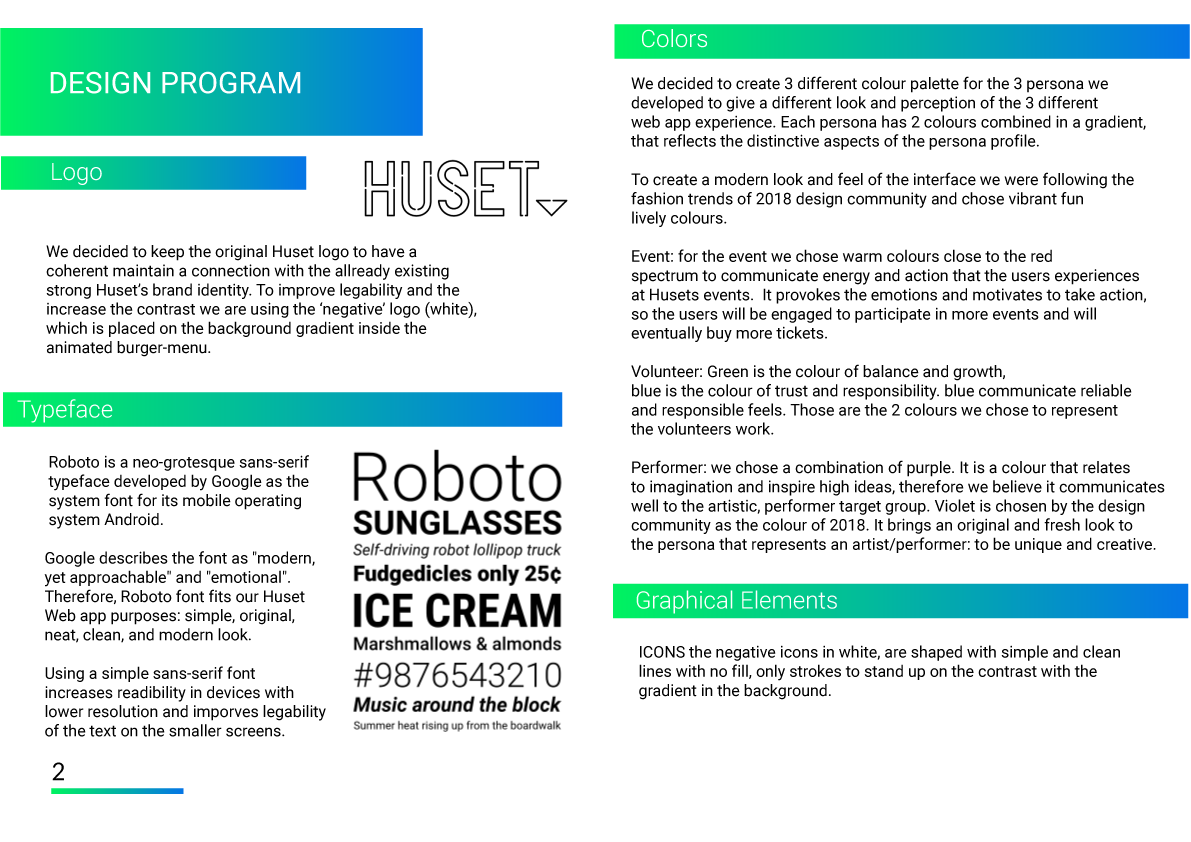 DESIGN PROGRAM
Logo
HUSET
We decided to keep the original Huset logo to have a
coherent maintain a connection with the allready existing
strong Huset's brand identity. To improve legability and the
increase the contrast we are using the 'negative' logo (white),
which is placed on the background gradient inside the
animated burger-menu.
Typeface
Roboto is a neo-grotesque sans-serif
typeface developed by Google as the
system font for its mobile operating
system Android.
Google describes the font as "modern,
yet approachable" and "emotional".
Therefore, Roboto font fits our Huset
Web app purposes: simple, original,
neat, clean, and modern look.
Using a simple sans-serif font
increases readibility in devices with
lower resolution and imporves legability
of the text on the smaller screens.
Roboto
SUNGLASSES
Self-driving robot lollipop truck
Fudgedicles only 25¢
ICE CREAM
Marshmallows & almonds
#9876543210
Music around the block
Summer heat rising up from the boardwalk
2
Colors
We decided to create 3 different colour palette for the 3 persona we
developed to give a different look and perception of the 3 different
web app experience. Each persona has 2 colours combined in a gradient,
that reflects the distinctive aspects of the persona profile.
To create a modern look and feel of the interface we were following the
fashion trends of 2018 design community and chose vibrant fun
lively colours.
Event: for the event we chose warm colours close to the red
spectrum to communicate energy and action that the users experiences
at Husets events.  It provokes the emotions and motivates to take action,
so the users will be engaged to participate in more events and will
eventually buy more tickets.
Volunteer: Green is the colour of balance and growth,
blue is the colour of trust and responsibility. blue communicate reliable
and responsible feels. Those are the 2 colours we chose to represent
the volunteers work.
Performer: we chose a combination of purple. It is a colour that relates
to imagination and inspire high ideas, therefore we believe it communicates
well to the artistic, performer target group. Violet is chosen by the design
community as the colour of 2018. It brings an original and fresh look to
the persona that represents an artist/performer: to be unique and creative.
Graphical Elements
ICONS the negative icons in white, are shaped with simple and clean
lines with no fill, only strokes to stand up on the contrast with the
gradient in the background.